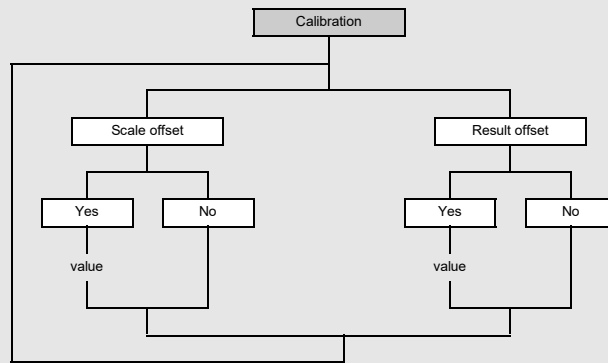 Calibration
Scale offset
Result offset
Yes
No
Yes
No
value
value